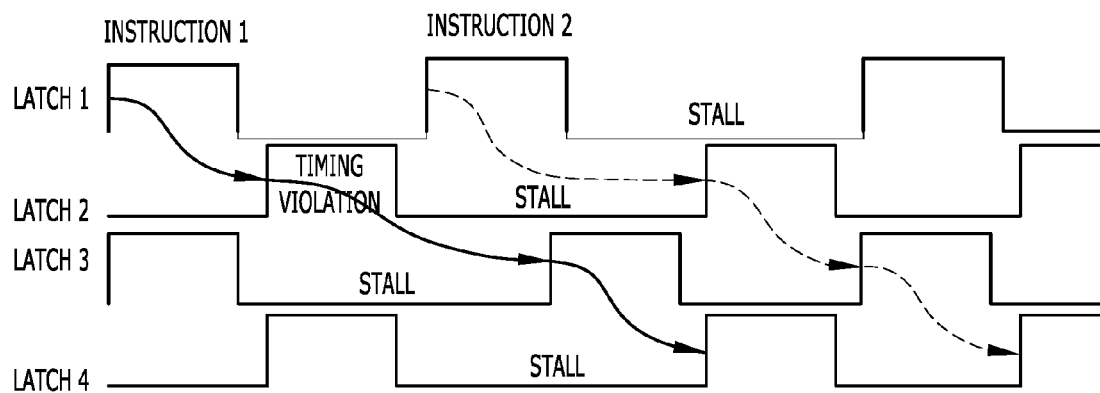 INSTRUCTION 1
INSTRUCTION 2
LATCH 1
STALL
TIMING
VIOLATION
LATCH 2
STALL
LATCH 3
STALL
STALL
LATCH 4